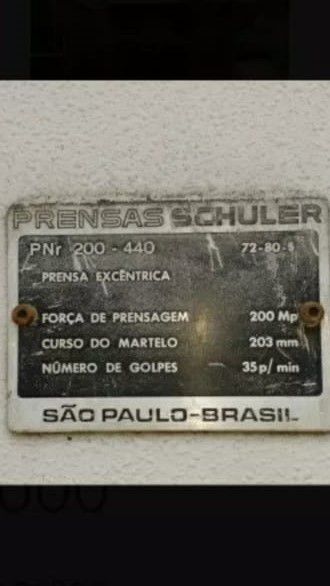 PRENSAS SCHULER
PNr 200 - 440 72-80-5
PRENSA EXCÊNTRICA
FORÇA DE PRENSAGEM 200 Mp
CURSO DO MARTELO 203 mm
NÚMERO DE GOLPES 35 p/ min
SÃO PAULO-BRASIL